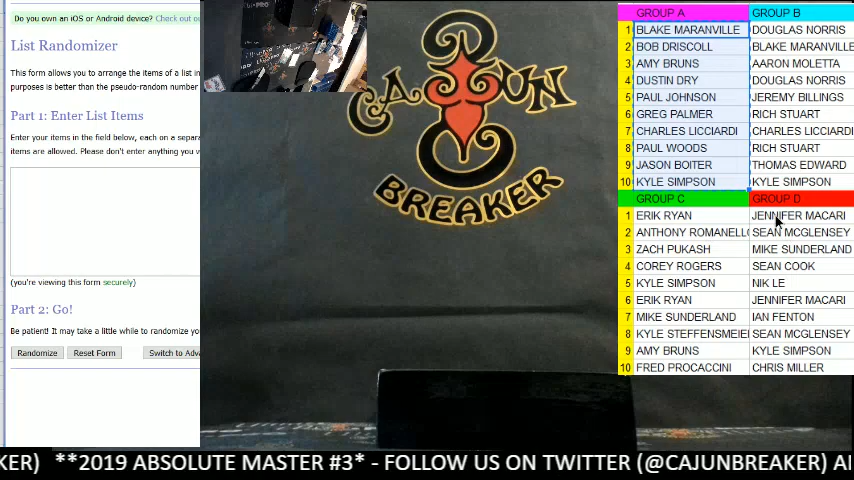 Do you own an iOS or Android device? Check out o
List Randomizer
This form allows you to arrange the items of a list in
purposes is better than the pseudo-random number
Part 1: Enter List Items
Enter your items in the field below, each on a separa
items are allowed. Please don't enter anything you w
(you're viewing this form securely)
Part 2: Go!
Be patient! It may take a little while to randomize yo
Randomize Reset Form Switch to Adva
CAJUN
BREAKER
GROUP A GROUP B
1 BLAKE MARANVILLE DOUGLAS NORRIS
2 BOB DRISCOLL BLAKE MARANVILLE
3 AMY BRUNS AARON MOLETTA
4 DUSTIN DRY DOUGLAS NORRIS
5 PAUL JOHNSON JEREMY BILLINGS
6 GREG PALMER RICH STUART
7 CHARLES LICCIARDI CHARLES LICCIARDI
8 PAUL WOODS RICH STUART
9 JASON BOITER THOMAS EDWARD
10 KYLE SIMPSON KYLE SIMPSON
GROUP C GROUP D
1 ERIK RYAN JENNIFER MACARI
2 ANTHONY ROMANELLO SEAN MCGLENSEY
3 ZACH PUKASH MIKE SUNDERLAND
4 COREY ROGERS SEAN COOK
5 KYLE SIMPSON NIK LE
6 ERIK RYAN JENNIFER MACARI
7 MIKE SUNDERLAND IAN FENTON
8 KYLE STEFFENSMEIE SEAN MCGLENSEY
9 AMY BRUNS KYLE SIMPSON
10 FRED PROCACCINI CHRIS MILLER
KER) **2019 ABSOLUTE MASTER #3* - FOLLOW US ON TWITTER (@CAJUNBREAKER) AI